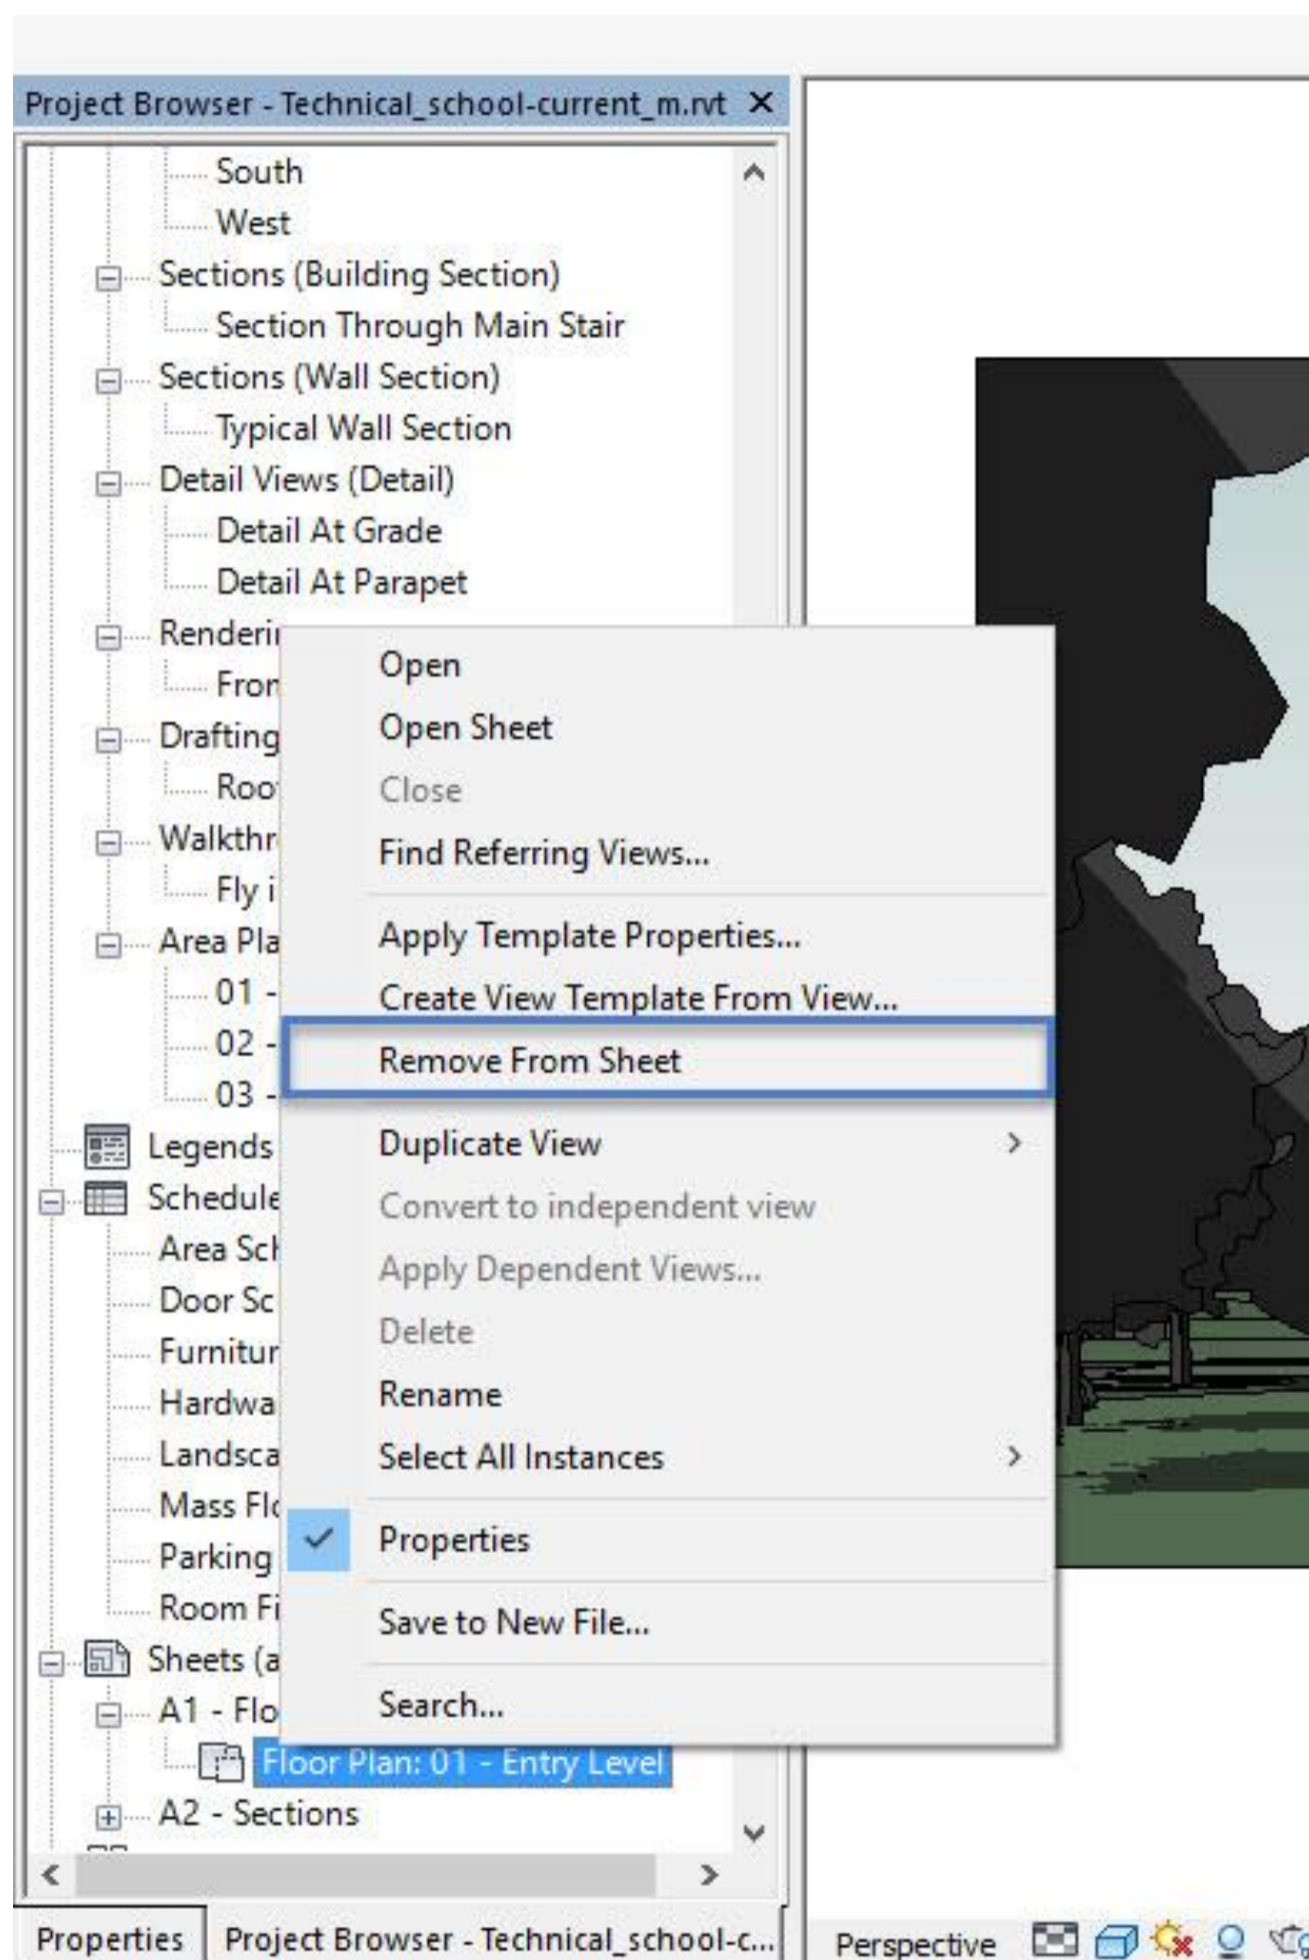 Project Browser - Technical_school-current_m.rvt
South
West
Sections (Building Section)
Section Through Main Stair
Sections (Wall Section)
Typical Wall Section
Detail Views (Detail)
Detail At Grade
Detail At Parapet
Renderi
Fron
Drafting
Roo
Walkthr
Fly i
Area Pla
01 -
02 -
03 -
Legends
Schedule
Area Sch
Door Sc
Furnitur
Hardwa
Landsca
Mass Flo
Parking
Room Fi
Sheets (a
A1 - Flo
Floor Plan: 01 - Entry Level
A2 - Sections
Open
Open Sheet
Close
Find Referring Views...
Apply Template Properties...
Create View Template From View...
Remove From Sheet
Duplicate View
Convert to independent view
Apply Dependent Views...
Delete
Rename
Select All Instances
Properties
Save to New File...
Search...
Properties
Project Browser - Technical_school-c...
Perspective